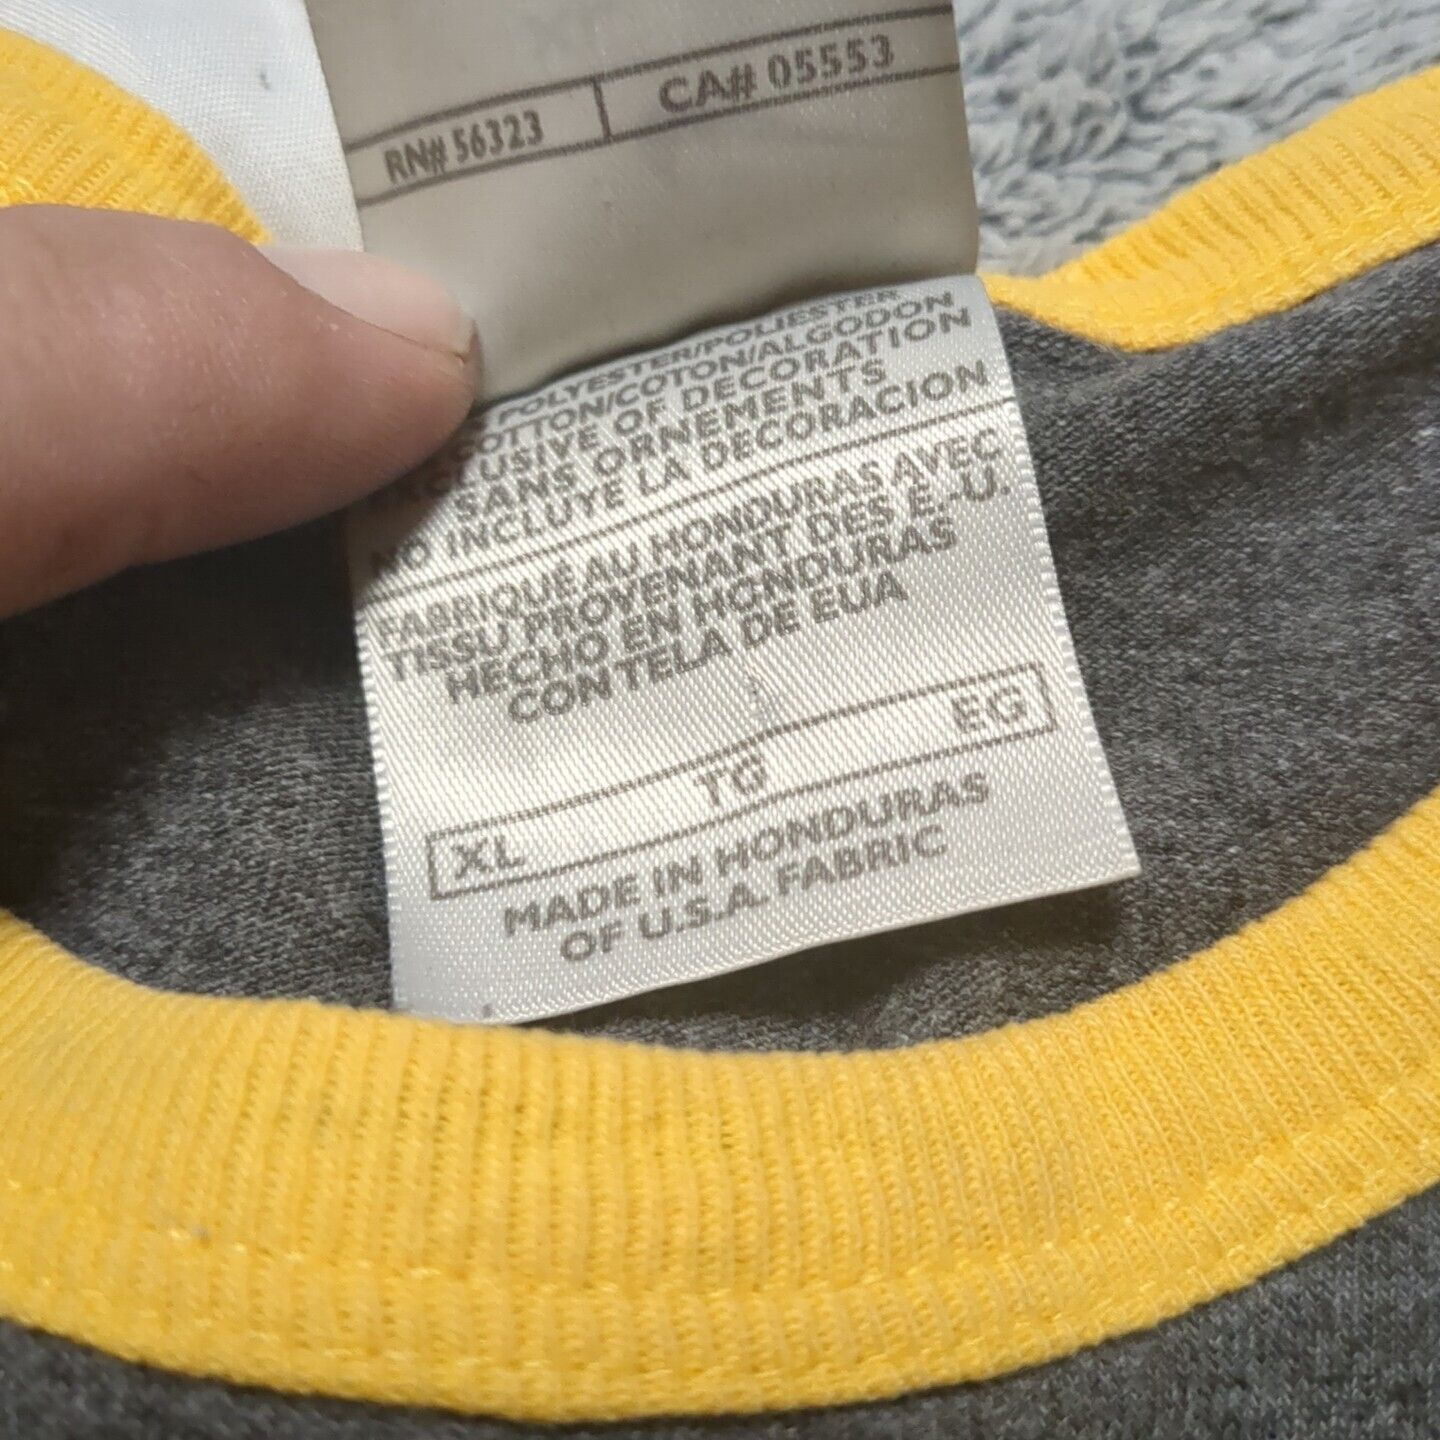 RN# 56323 CA# 05553
POLYESTER/POLIESTER
COTTON/COTON/ALGODON
EXCLUSIVE OF DECORATION
SANS ORNEMENTS
NO INCLUYE LA DECORACION
FABRIQUÉ AU HONDURAS AVEC
TISSU PROVENANT DES É.-U.
HECHO EN HONDURAS
CON TELA DE EUA
XL TG EG
MADE IN HONDURAS
OF U.S.A. FABRIC